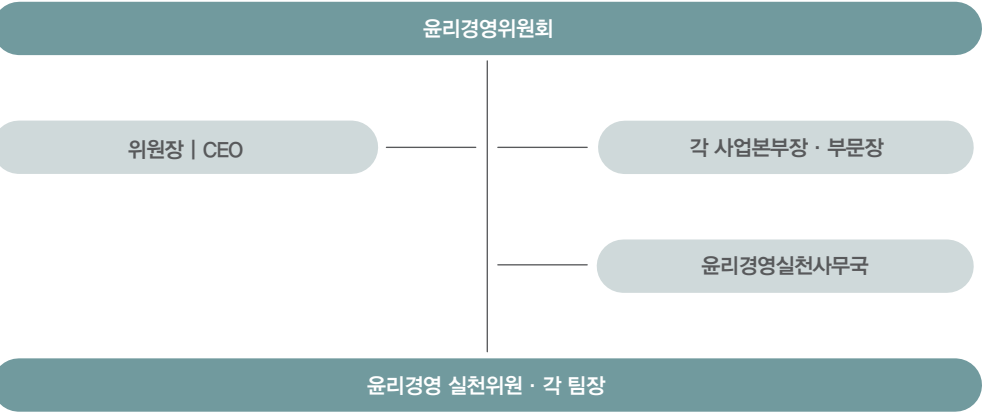 윤리경영위원회
위원장 | CEO
각 사업본부장 · 부문장
윤리경영실천사무국
윤리경영 실천위원 · 각 팀장